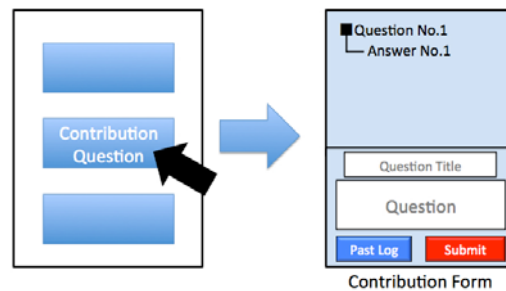 Contribution
Question
Question No.1
Answer No.1
Question Title
Question
Past Log
Submit
Contribution Form